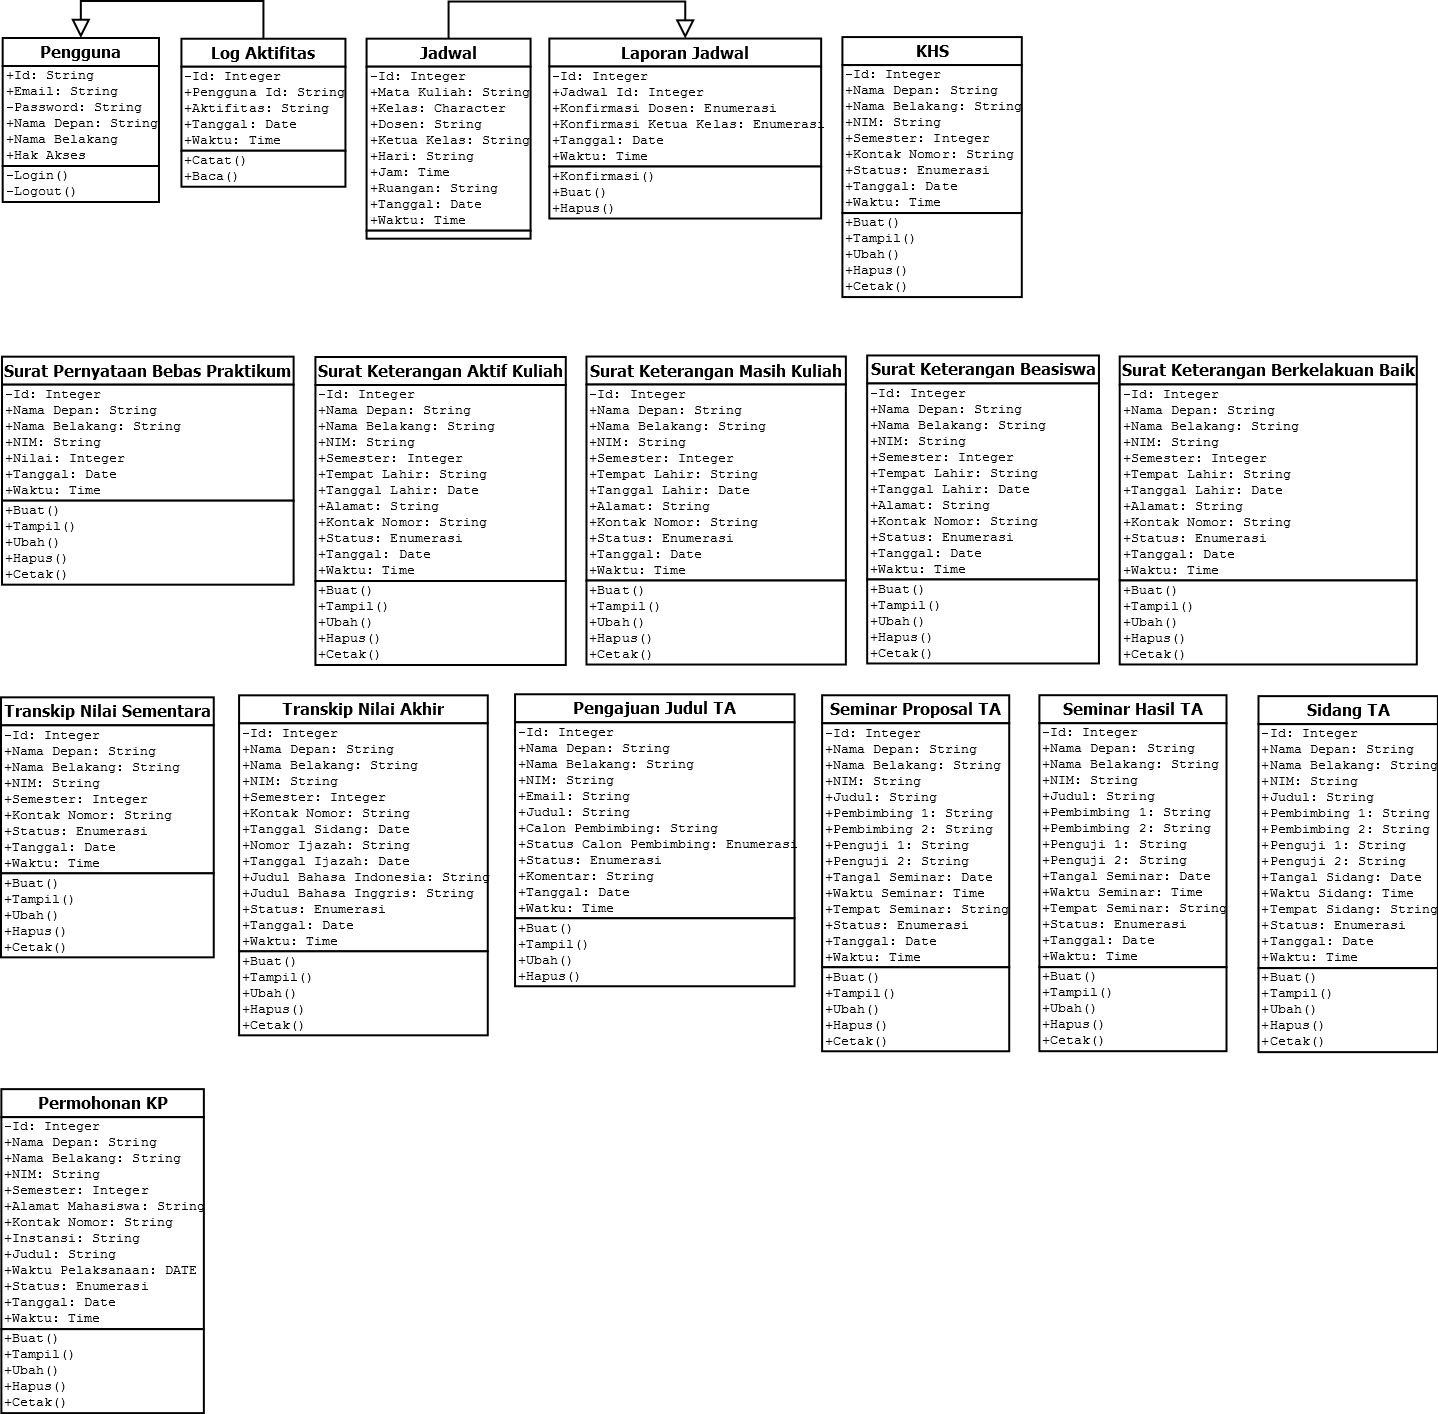 Pengguna
+Id: String
+Email: String
-Password: String
+Nama Depan: String
+Nama Belakang
+Hak Akses
-Login()
-Logout()
Log Aktifitas
-Id: Integer
+Pengguna Id: String
+Aktifitas: String
+Tanggal: Date
+Waktu: Time
+Catat()
+Baca()
Jadwal
-Id: Integer
+Mata Kuliah: String
+Kelas: Character
+Dosen: String
+Ketua Kelas: String
+Hari: String
+Jam: Time
+Ruangan: String
+Tanggal: Date
+Waktu: Time
Laporan Jadwal
-Id: Integer
+Jadwal Id: Integer
+Konfirmasi Dosen: Enumerasi
+Konfirmasi Ketua Kelas: Enumerasi
+Tanggal: Date
+Waktu: Time
+Konfirmasi()
+Buat()
+Hapus()
KHS
-Id: Integer
+Nama Depan: String
+Nama Belakang: String
+NIM: String
+Semester: Integer
+Kontak Nomor: String
+Status: Enumerasi
+Tanggal: Date
+Waktu: Time
+Buat()
+Tampil()
+Ubah()
+Hapus()
+Cetak()
Surat Pernyataan Bebas Praktikum
-Id: Integer
+Nama Depan: String
+Nama Belakang: String
+NIM: String
+Nilai: Integer
+Tanggal: Date
+Waktu: Time
+Buat()
+Tampil()
+Ubah()
+Hapus()
+Cetak()
Surat Keterangan Aktif Kuliah
-Id: Integer
+Nama Depan: String
+Nama Belakang: String
+NIM: String
+Semester: Integer
+Tempat Lahir: String
+Tanggal Lahir: Date
+Alamat: String
+Kontak Nomor: String
+Status: Enumerasi
+Tanggal: Date
+Waktu: Time
+Buat()
+Tampil()
+Ubah()
+Hapus()
+Cetak()
Surat Keterangan Masih Kuliah
-Id: Integer
+Nama Depan: String
+Nama Belakang: String
+NIM: String
+Semester: Integer
+Tempat Lahir: String
+Tanggal Lahir: Date
+Alamat: String
+Kontak Nomor: String
+Status: Enumerasi
+Tanggal: Date
+Waktu: Time
+Buat()
+Tampil()
+Ubah()
+Hapus()
+Cetak()
Surat Keterangan Beasiswa
-Id: Integer
+Nama Depan: String
+Nama Belakang: String
+NIM: String
+Semester: Integer
+Tempat Lahir: String
+Tanggal Lahir: Date
+Alamat: String
+Kontak Nomor: String
+Status: Enumerasi
+Tanggal: Date
+Waktu: Time
+Buat()
+Tampil()
+Ubah()
+Hapus()
+Cetak()
Surat Keterangan Berkelakuan Baik
-Id: Integer
+Nama Depan: String
+Nama Belakang: String
+NIM: String
+Semester: Integer
+Tempat Lahir: String
+Tanggal Lahir: Date
+Alamat: String
+Kontak Nomor: String
+Status: Enumerasi
+Tanggal: Date
+Waktu: Time
+Buat()
+Tampil()
+Ubah()
+Hapus()
+Cetak()
Transkip Nilai Sementara
-Id: Integer
+Nama Depan: String
+Nama Belakang: String
+NIM: String
+Semester: Integer
+Kontak Nomor: String
+Status: Enumerasi
+Tanggal: Date
+Waktu: Time
+Buat()
+Tampil()
+Ubah()
+Hapus()
+Cetak()
Transkip Nilai Akhir
-Id: Integer
+Nama Depan: String
+Nama Belakang: String
+NIM: String
+Semester: Integer
+Kontak Nomor: String
+Tanggal Sidang: Date
+Nomor Ijazah: String
+Tanggal Ijazah: Date
+Judul Bahasa Indonesia: String
+Judul Bahasa Inggris: String
+Status: Enumerasi
+Tanggal: Date
+Waktu: Time
+Buat()
+Tampil()
+Ubah()
+Hapus()
+Cetak()
Pengajuan Judul TA
-Id: Integer
+Nama Depan: String
+Nama Belakang: String
+NIM: String
+Email: String
+Judul: String
+Calon Pembimbing: String
+Status Calon Pembimbing: Enumerasi
+Status: Enumerasi
+Komentar: String
+Tanggal: Date
+Watku: Time
+Buat()
+Tampil()
+Ubah()
+Hapus()
Seminar Proposal TA
-Id: Integer
+Nama Depan: String
+Nama Belakang: String
+NIM: String
+Judul: String
+Pembimbing 1: String
+Pembimbing 2: String
+Penguji 1: String
+Penguji 2: String
+Tangal Seminar: Date
+Waktu Seminar: Time
+Tempat Seminar: String
+Status: Enumerasi
+Tanggal: Date
+Waktu: Time
+Buat()
+Tampil()
+Ubah()
+Hapus()
+Cetak()
Seminar Hasil TA
-Id: Integer
+Nama Depan: String
+Nama Belakang: String
+NIM: String
+Judul: String
+Pembimbing 1: String
+Pembimbing 2: String
+Penguji 1: String
+Penguji 2: String
+Tangal Seminar: Date
+Waktu Seminar: Time
+Tempat Seminar: String
+Status: Enumerasi
+Tanggal: Date
+Waktu: Time
+Buat()
+Tampil()
+Ubah()
+Hapus()
+Cetak()
Sidang TA
-Id: Integer
+Nama Depan: String
+Nama Belakang: String
+NIM: String
+Judul: String
+Pembimbing 1: String
+Pembimbing 2: String
+Penguji 1: String
+Penguji 2: String
+Tangal Sidang: Date
+Waktu Sidang: Time
+Tempat Sidang: String
+Status: Enumerasi
+Tanggal: Date
+Waktu: Time
+Buat()
+Tampil()
+Ubah()
+Hapus()
+Cetak()
Permohonan KP
-Id: Integer
+Nama Depan: String
+Nama Belakang: String
+NIM: String
+Semester: Integer
+Alamat Mahasiswa: String
+Kontak Nomor: String
+Instansi: String
+Judul: String
+Waktu Pelaksanaan: DATE
+Status: Enumerasi
+Tanggal: Date
+Waktu: Time
+Buat()
+Tampil()
+Ubah()
+Hapus()
+Cetak()